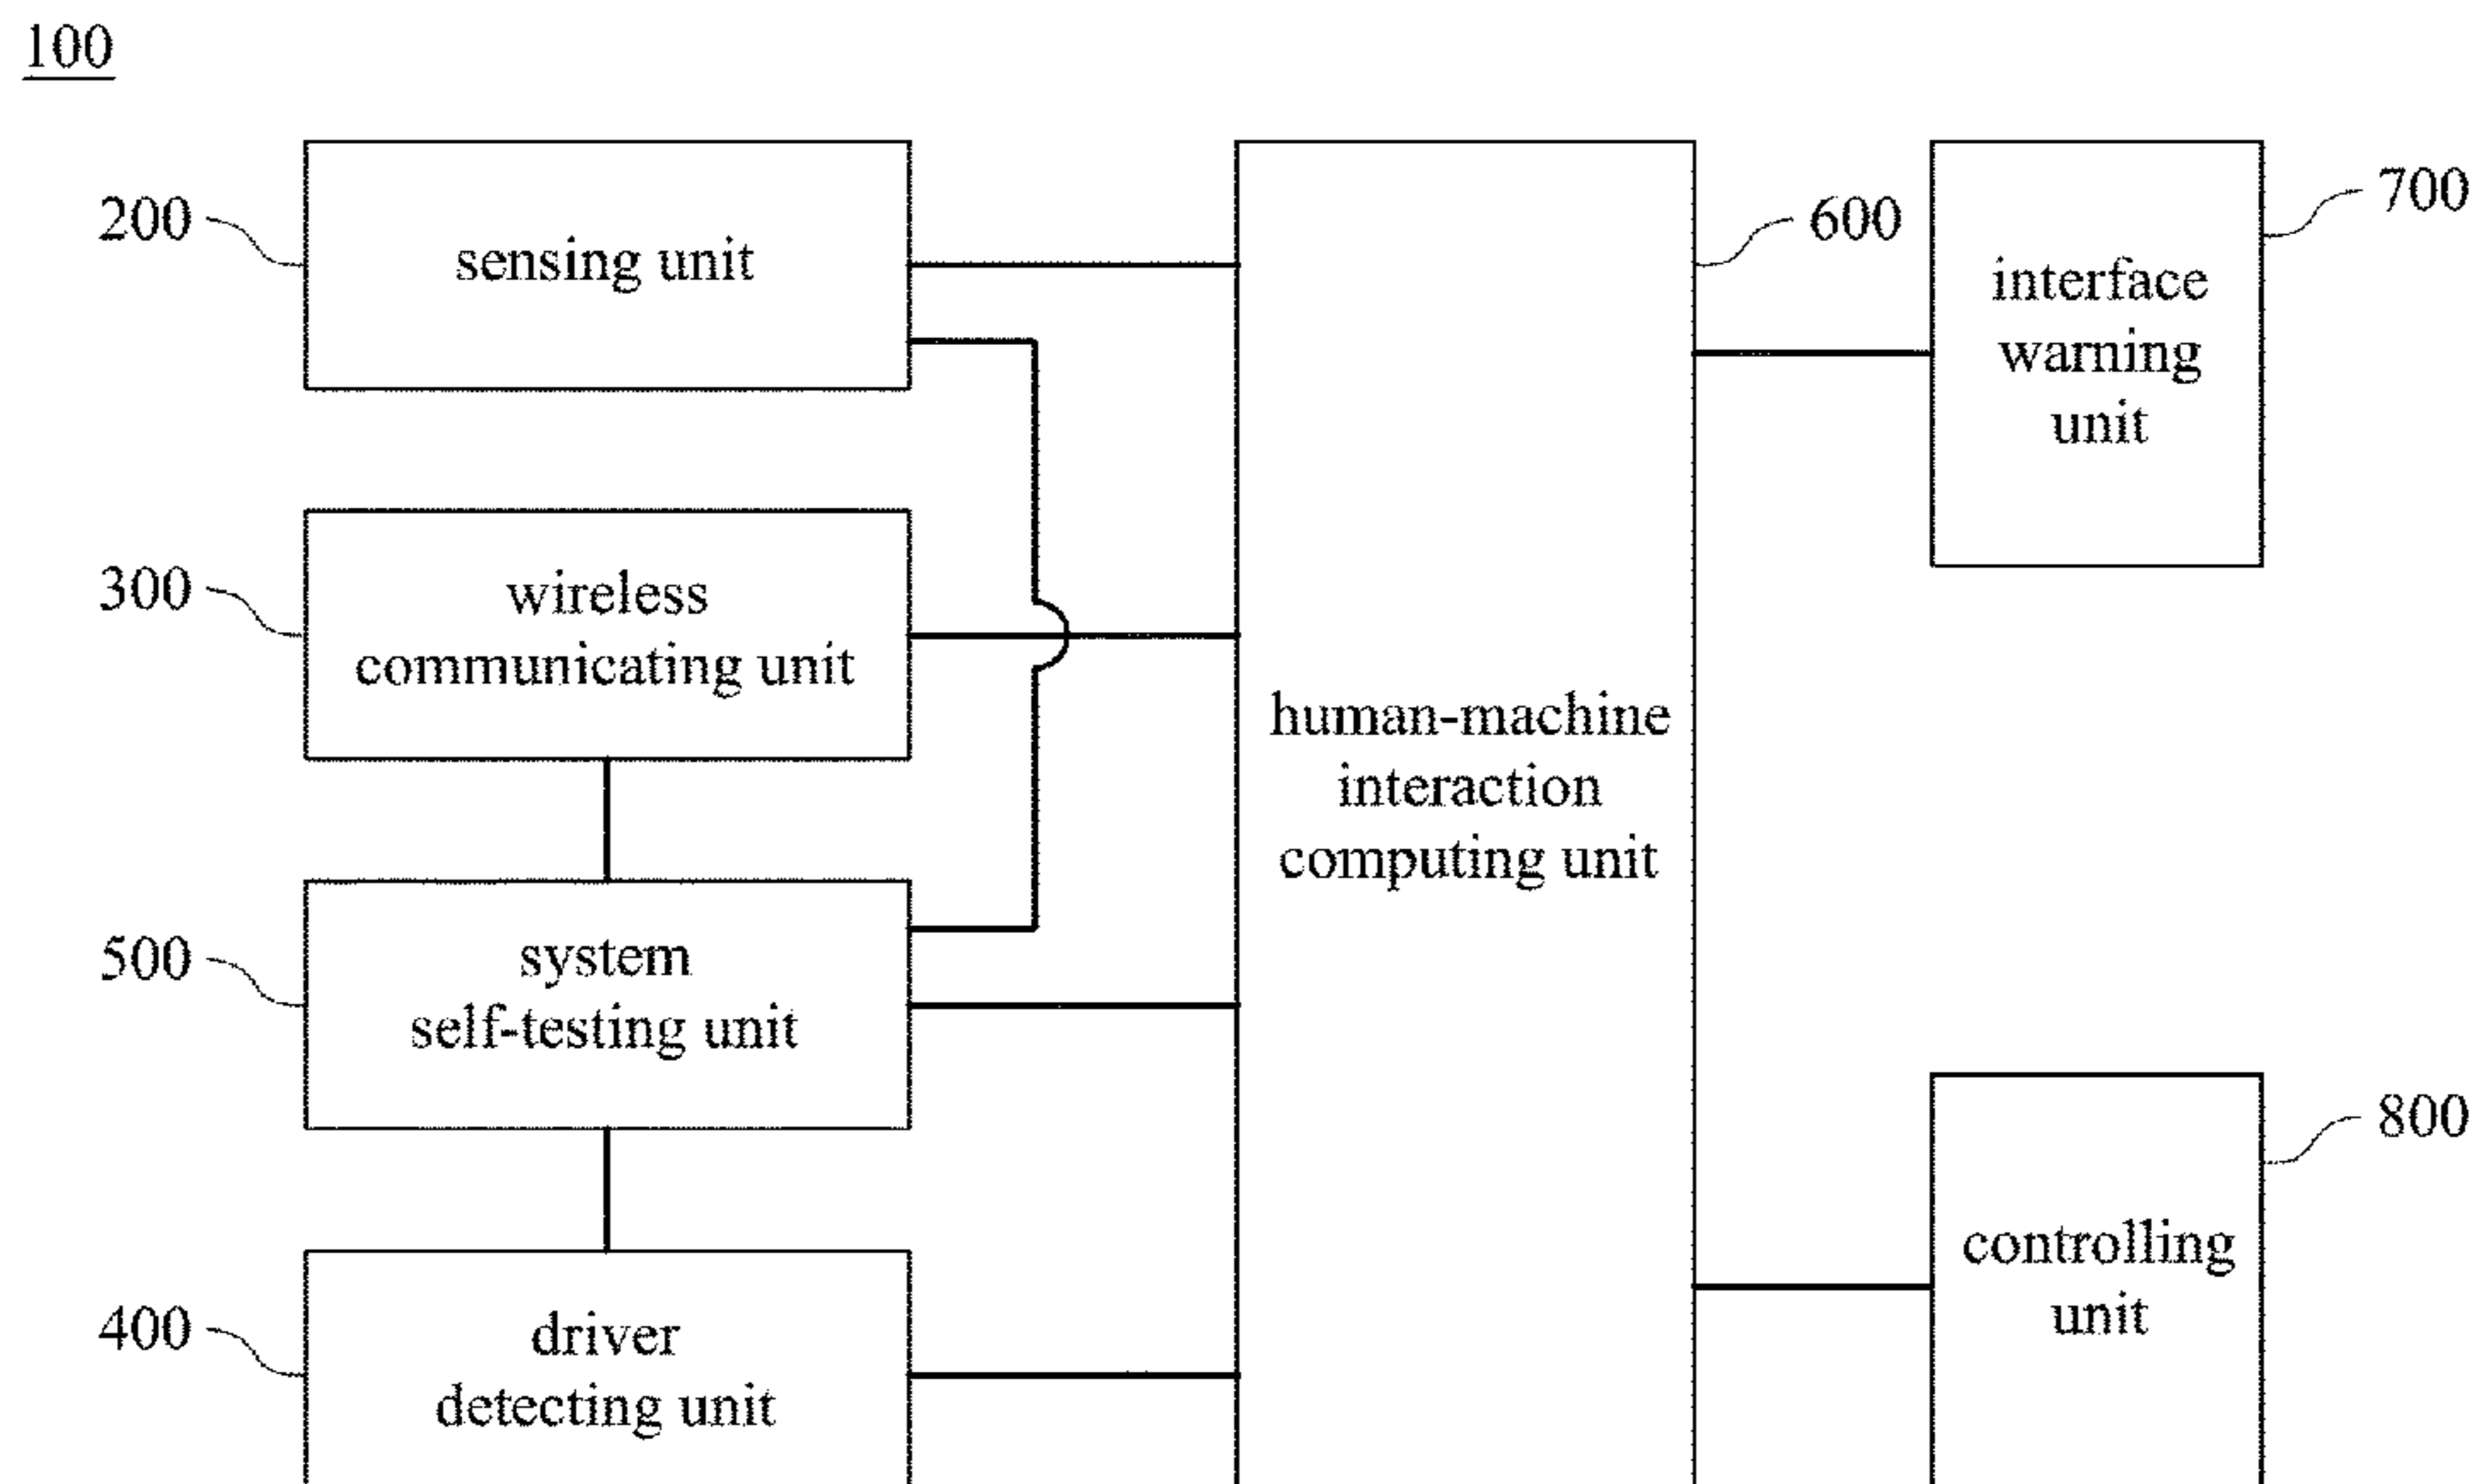 100
200
sensing unit
300
wireless
communicating unit
500
system
self-testing unit
400
driver
detecting unit
600
human-machine
interaction
computing unit
700
interface
warning
unit
800
controlling
unit